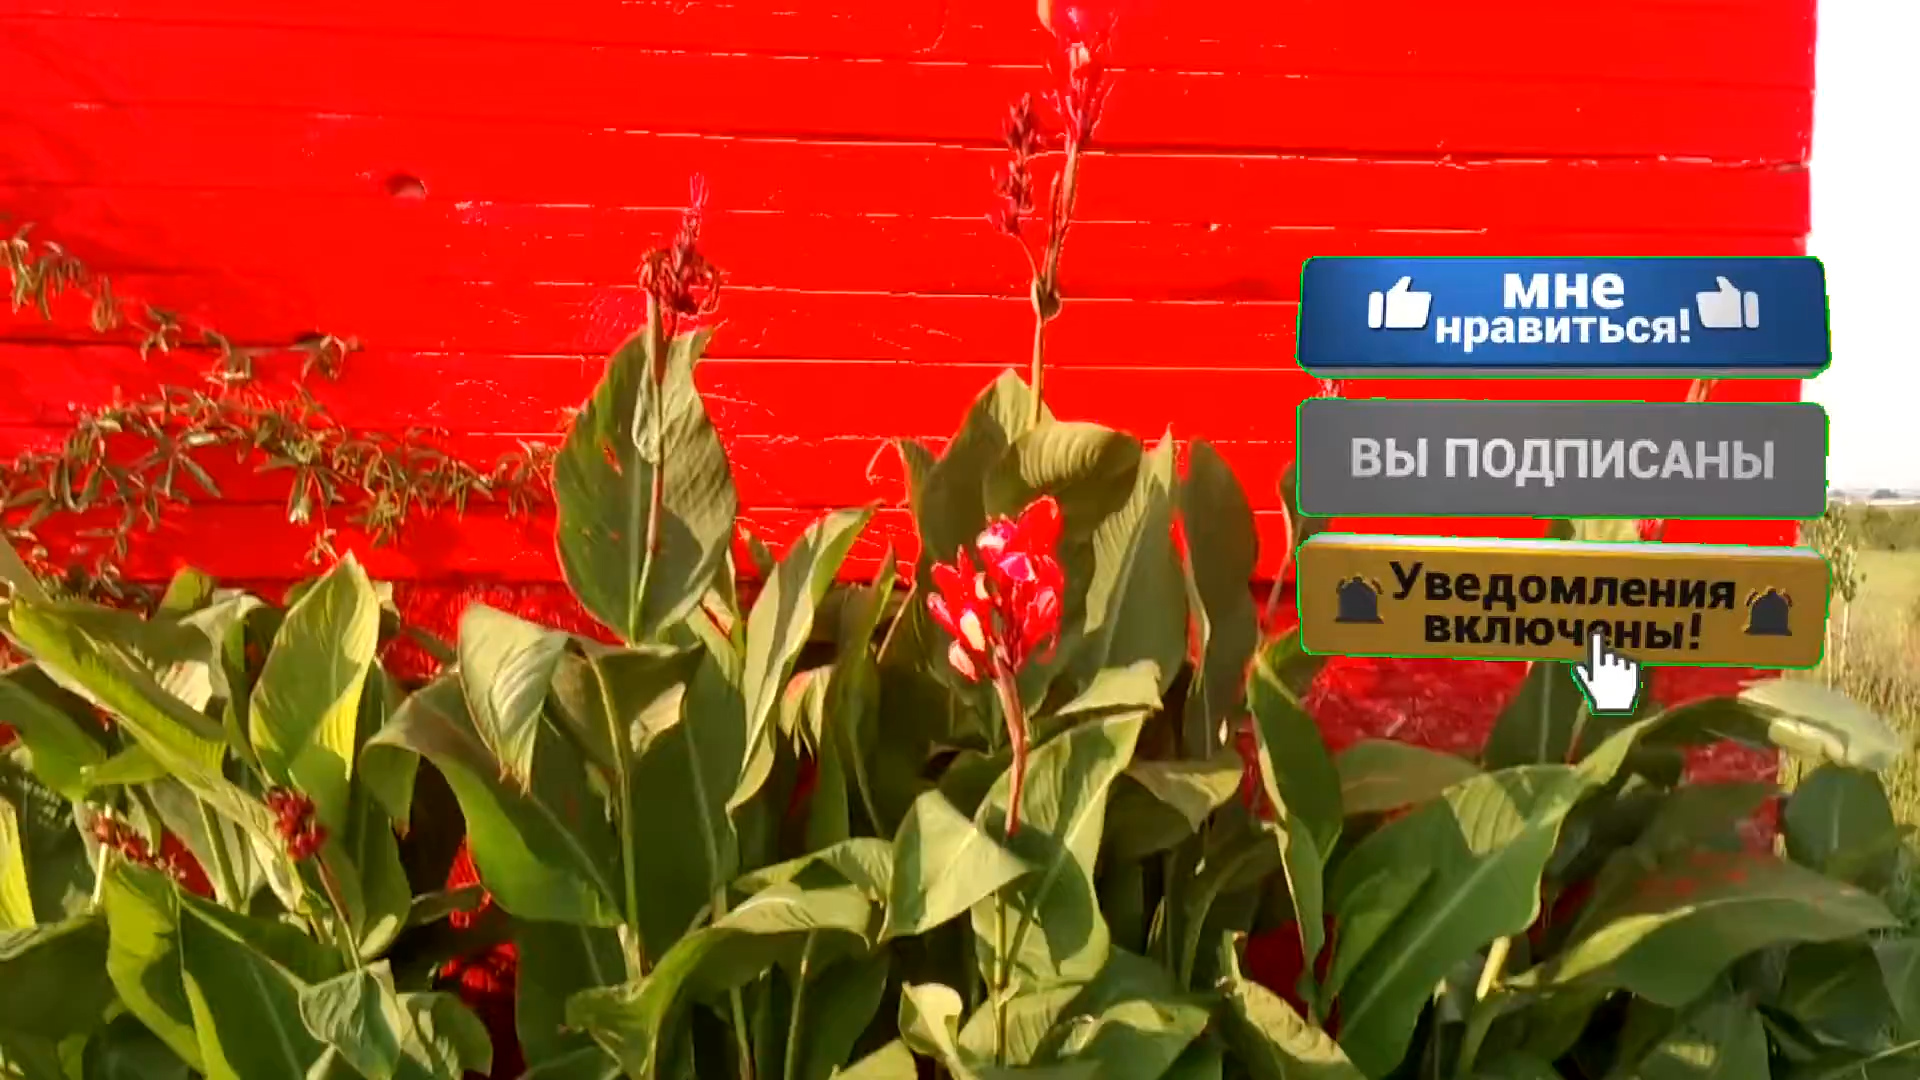 мне
нравиться!
ВЫ ПОДПИСАНЫ
Уведомления
включены!